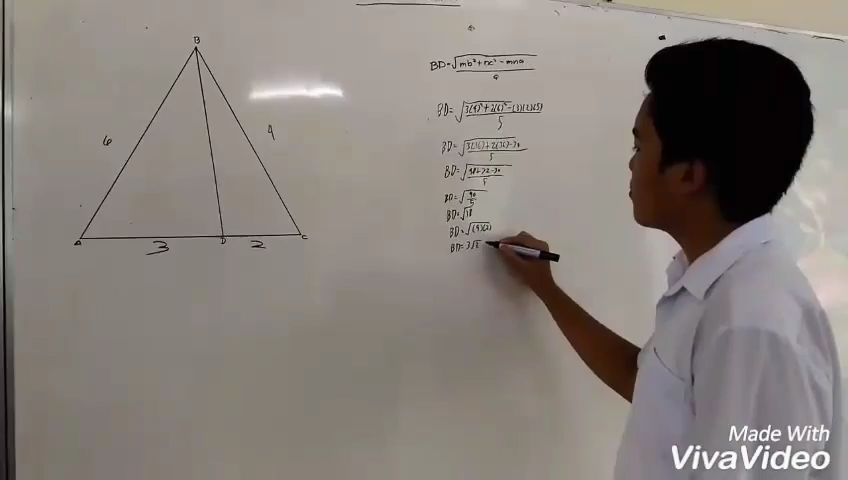 B
6
4
A
3
D
2
C
BD=√mb²+nc²-mna
a
BD=√3(4)²+2(6)²-(3)(2)(5)
5
BD=√3(16)+2(36)-30
5
BD=√48+72-30
5
BD=√90
5
BD=√18
BD=√(9)(2)
BD=3√2
Made With
VivaVideo